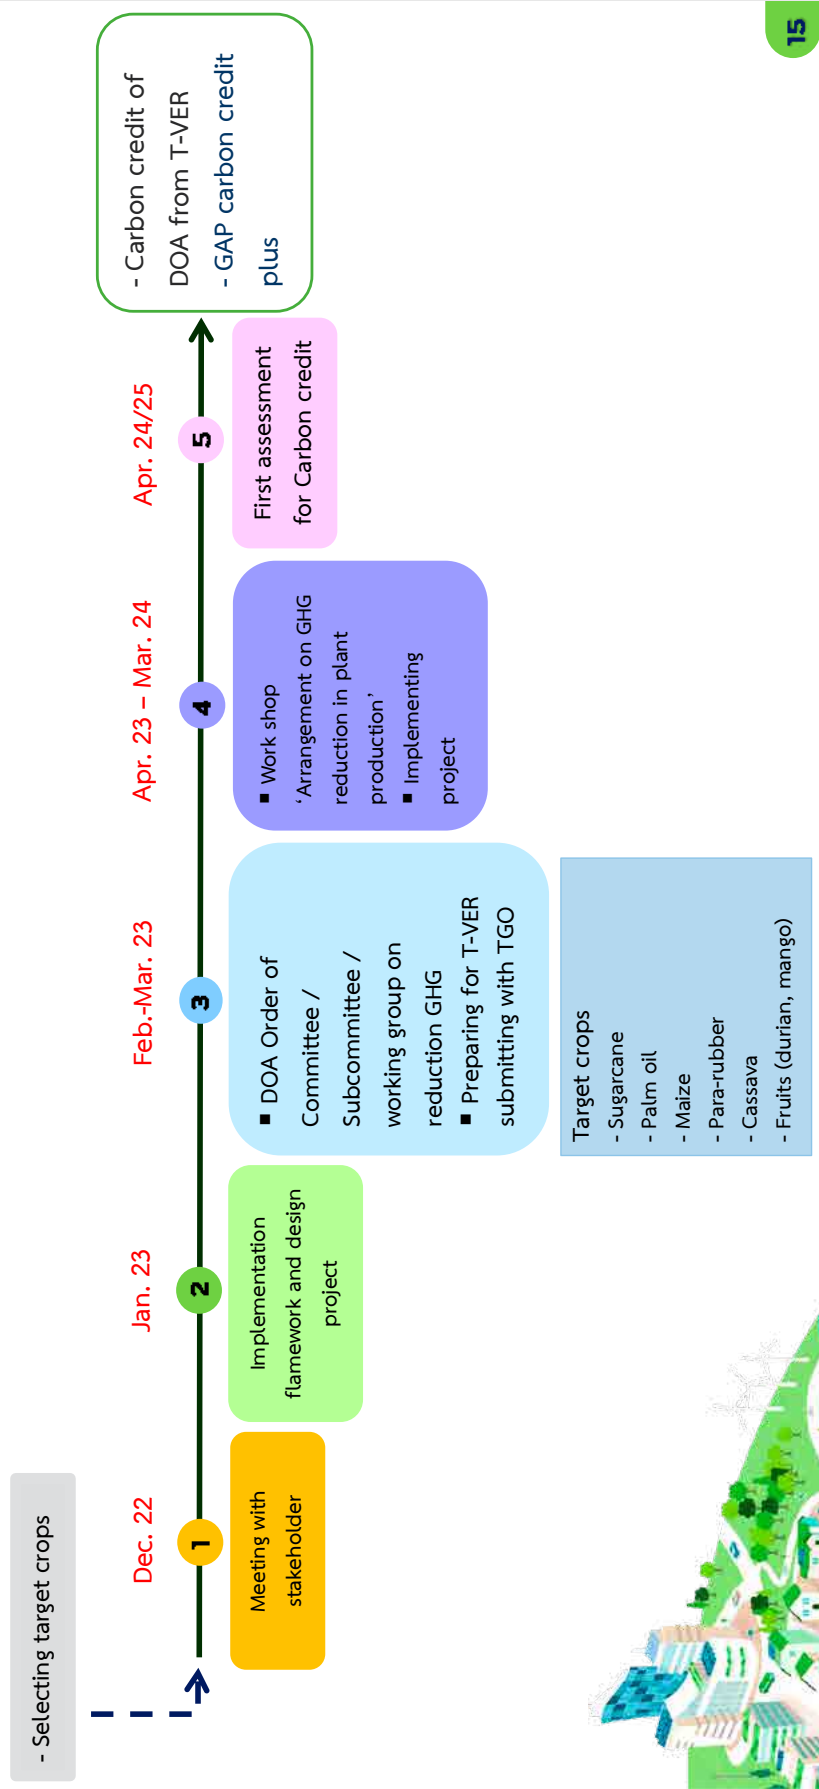 - Selecting target crops
Dec. 22
1
Meeting with
stakeholder
Jan. 23
2
Implementation
flamework and design
project
Feb.-Mar. 23
3
▪ DOA Order of
Committee /
Subcommittee /
working group on
reduction GHG
▪ Preparing for T-VER
submitting with TGO
Target crops
- Sugarcane
- Palm oil
- Maize
- Para-rubber
- Cassava
- Fruits (durian, mango)
Apr. 23 – Mar. 24
4
▪ Work shop
‘Arrangement on GHG
reduction in plant
production’
▪ Implementing
project
Apr. 24/25
5
First assessment
for Carbon credit
- Carbon credit of
DOA from T-VER
- GAP carbon credit
plus
15